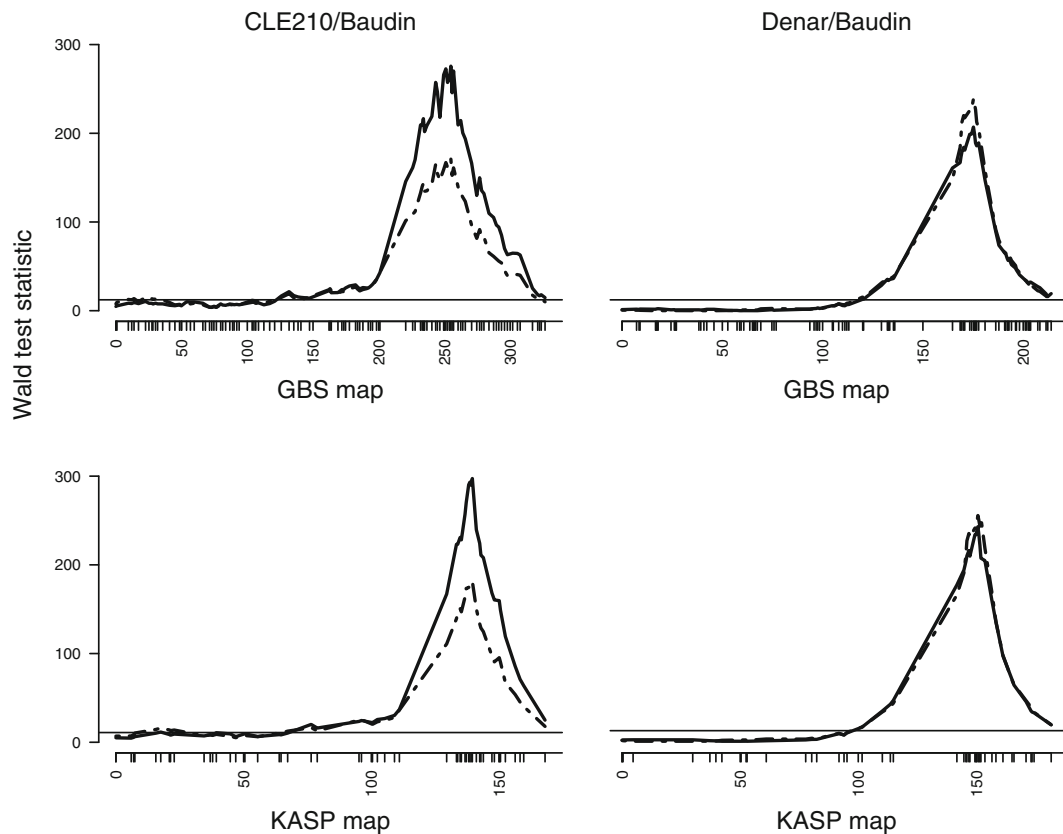 CLE210/Baudin
Denar/Baudin
Wald test statistic
300
200
100
0
0 50 100 150 200 250 300
GBS map
0 50 100 150 200
GBS map
300
200
100
0
0 50 100 150
KASP map
0 50 100 150
KASP map